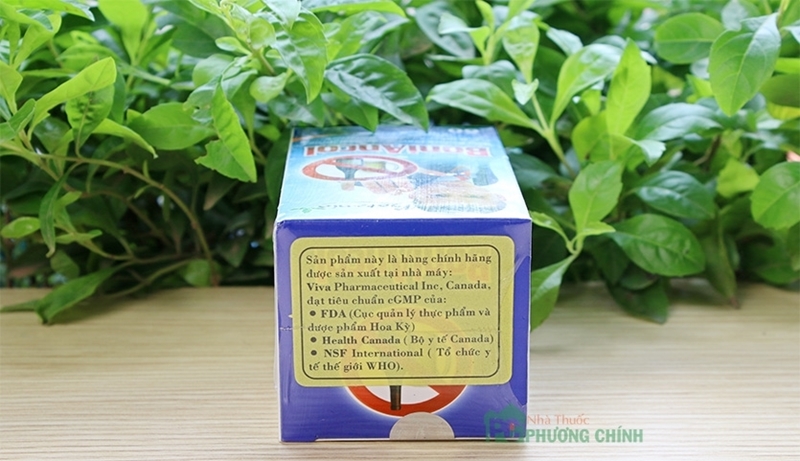 RomAncol
Sản phẩm này là hàng chính hãng
được sản xuất tại nhà máy:
Viva Pharmaceutical Inc, Canada,
đạt tiêu chuẩn cGMP của:
● FDA (Cục quản lý thực phẩm và
dược phẩm Hoa Kỳ)
● Health Canada ( Bộ y tế Canada)
● NSF International ( Tổ chức y
tế thế giới WHO).
Nhà Thuốc
PHƯƠNG CHÍNH